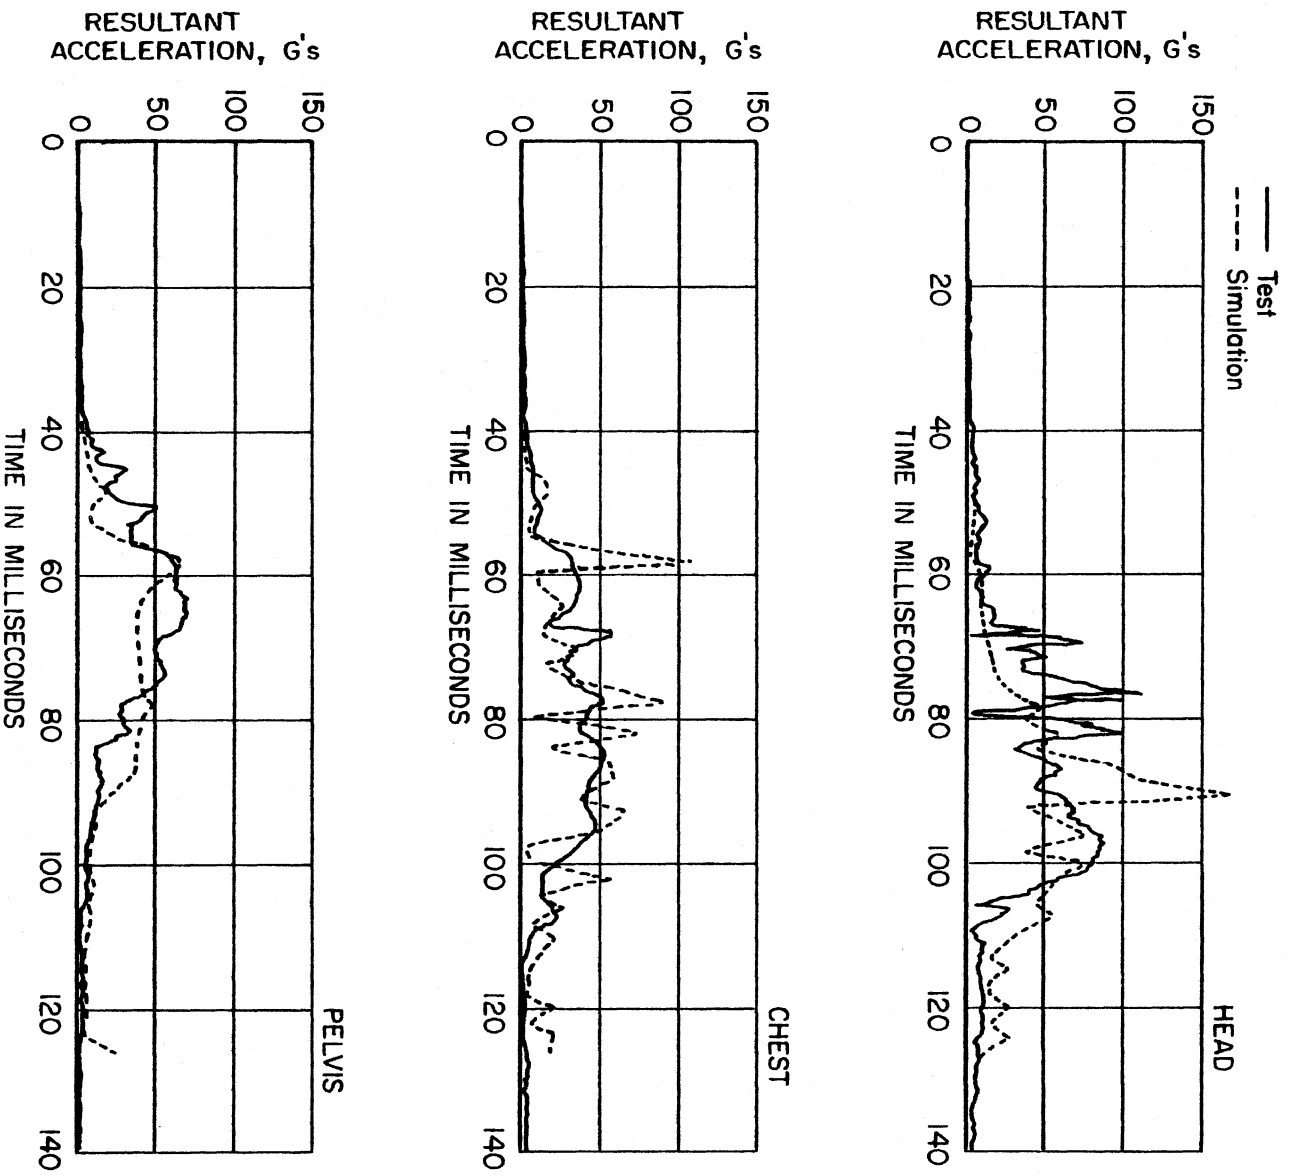 Test
Simulation
HEAD
RESULTANT
ACCELERATION, G's
150
100
50
0
0 20 40 60 80 100 120 140
TIME IN MILLISECONDS
CHEST
RESULTANT
ACCELERATION, G's
150
100
50
0
0 20 40 60 80 100 120 140
TIME IN MILLISECONDS
PELVIS
RESULTANT
ACCELERATION, G's
150
100
50
0
0 20 40 60 80 100 120 140
TIME IN MILLISECONDS